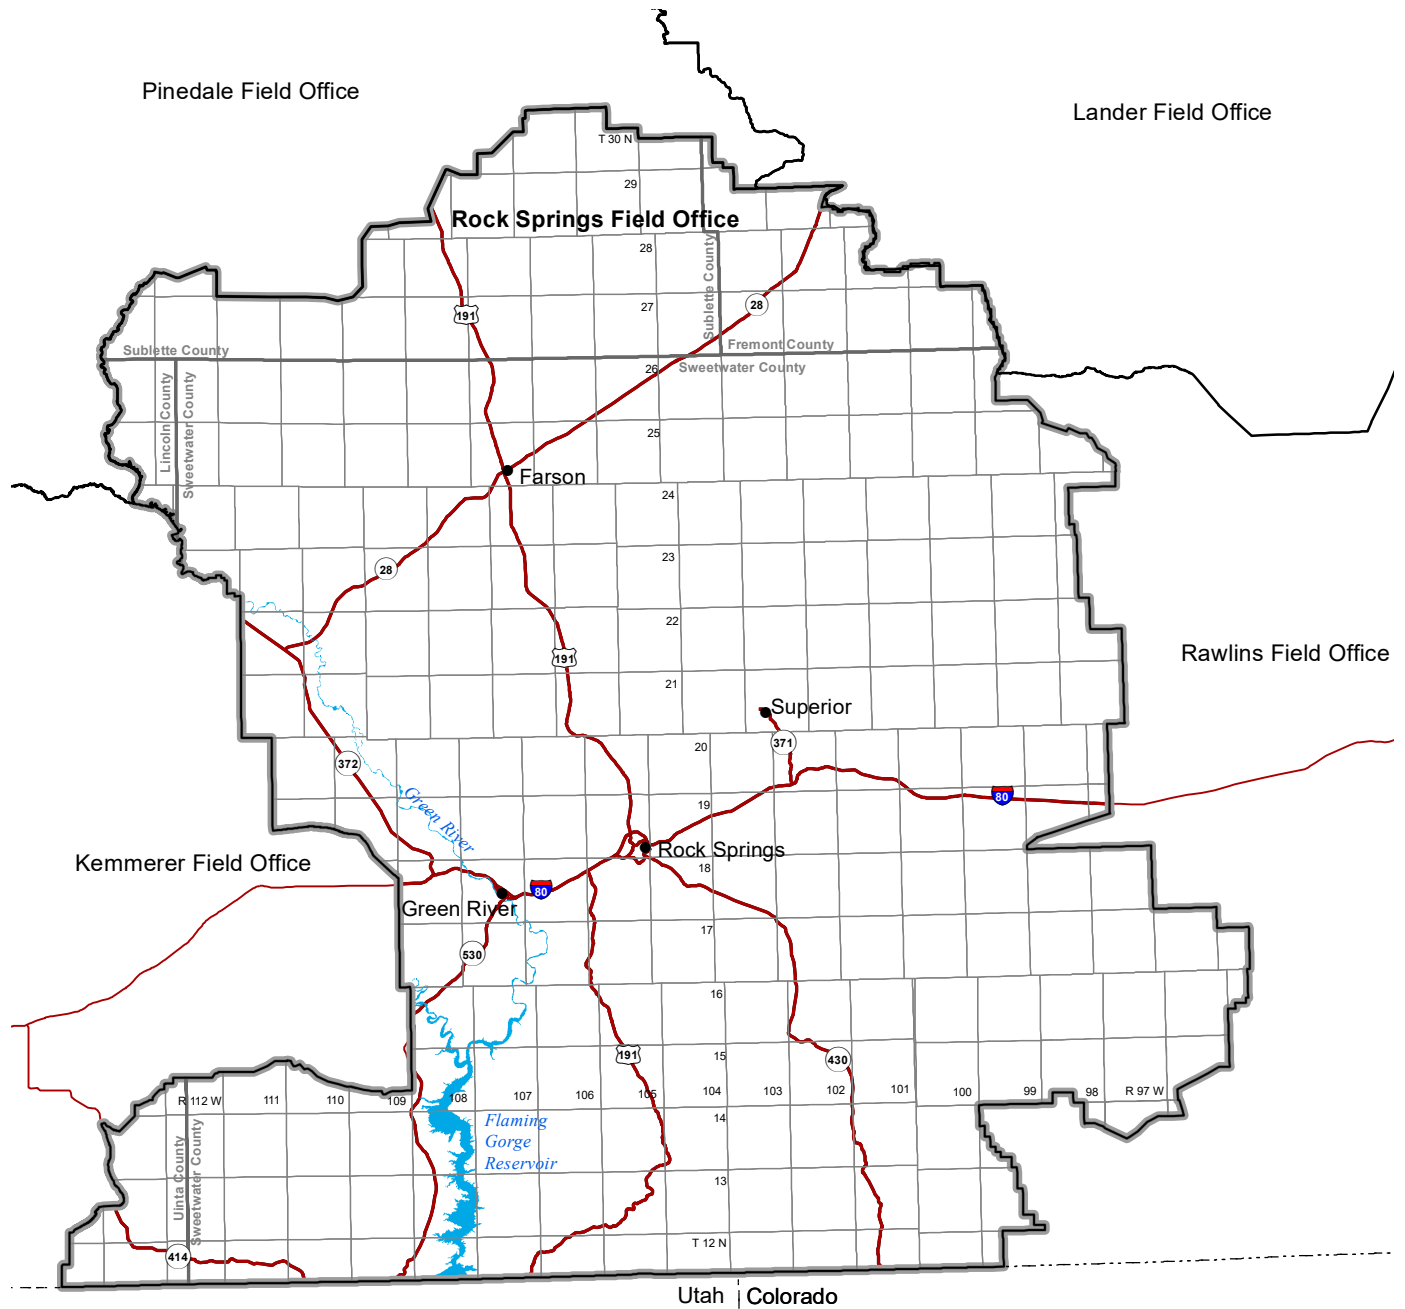 Pinedale Field Office
Lander Field Office
T 30 N
29
Rock Springs Field Office
28
Sublette County
191
27
28
Sublette County
Fremont County
26
Sweetwater County
Lincoln County
Sweetwater County
25
Farson
24
23
28
22
Rawlins Field Office
191
21
Superior
20
371
372
80
Green River
19
Kemmerer Field Office
Rock Springs
18
80
Green River
17
530
16
191
15
430
R 112 W
111
110
109
108
107
106
105
104
103
102
101
100
99
98
R 97 W
14
Flaming
Gorge
Reservoir
Uinta County
Sweetwater County
13
T 12 N
414
Utah
Colorado